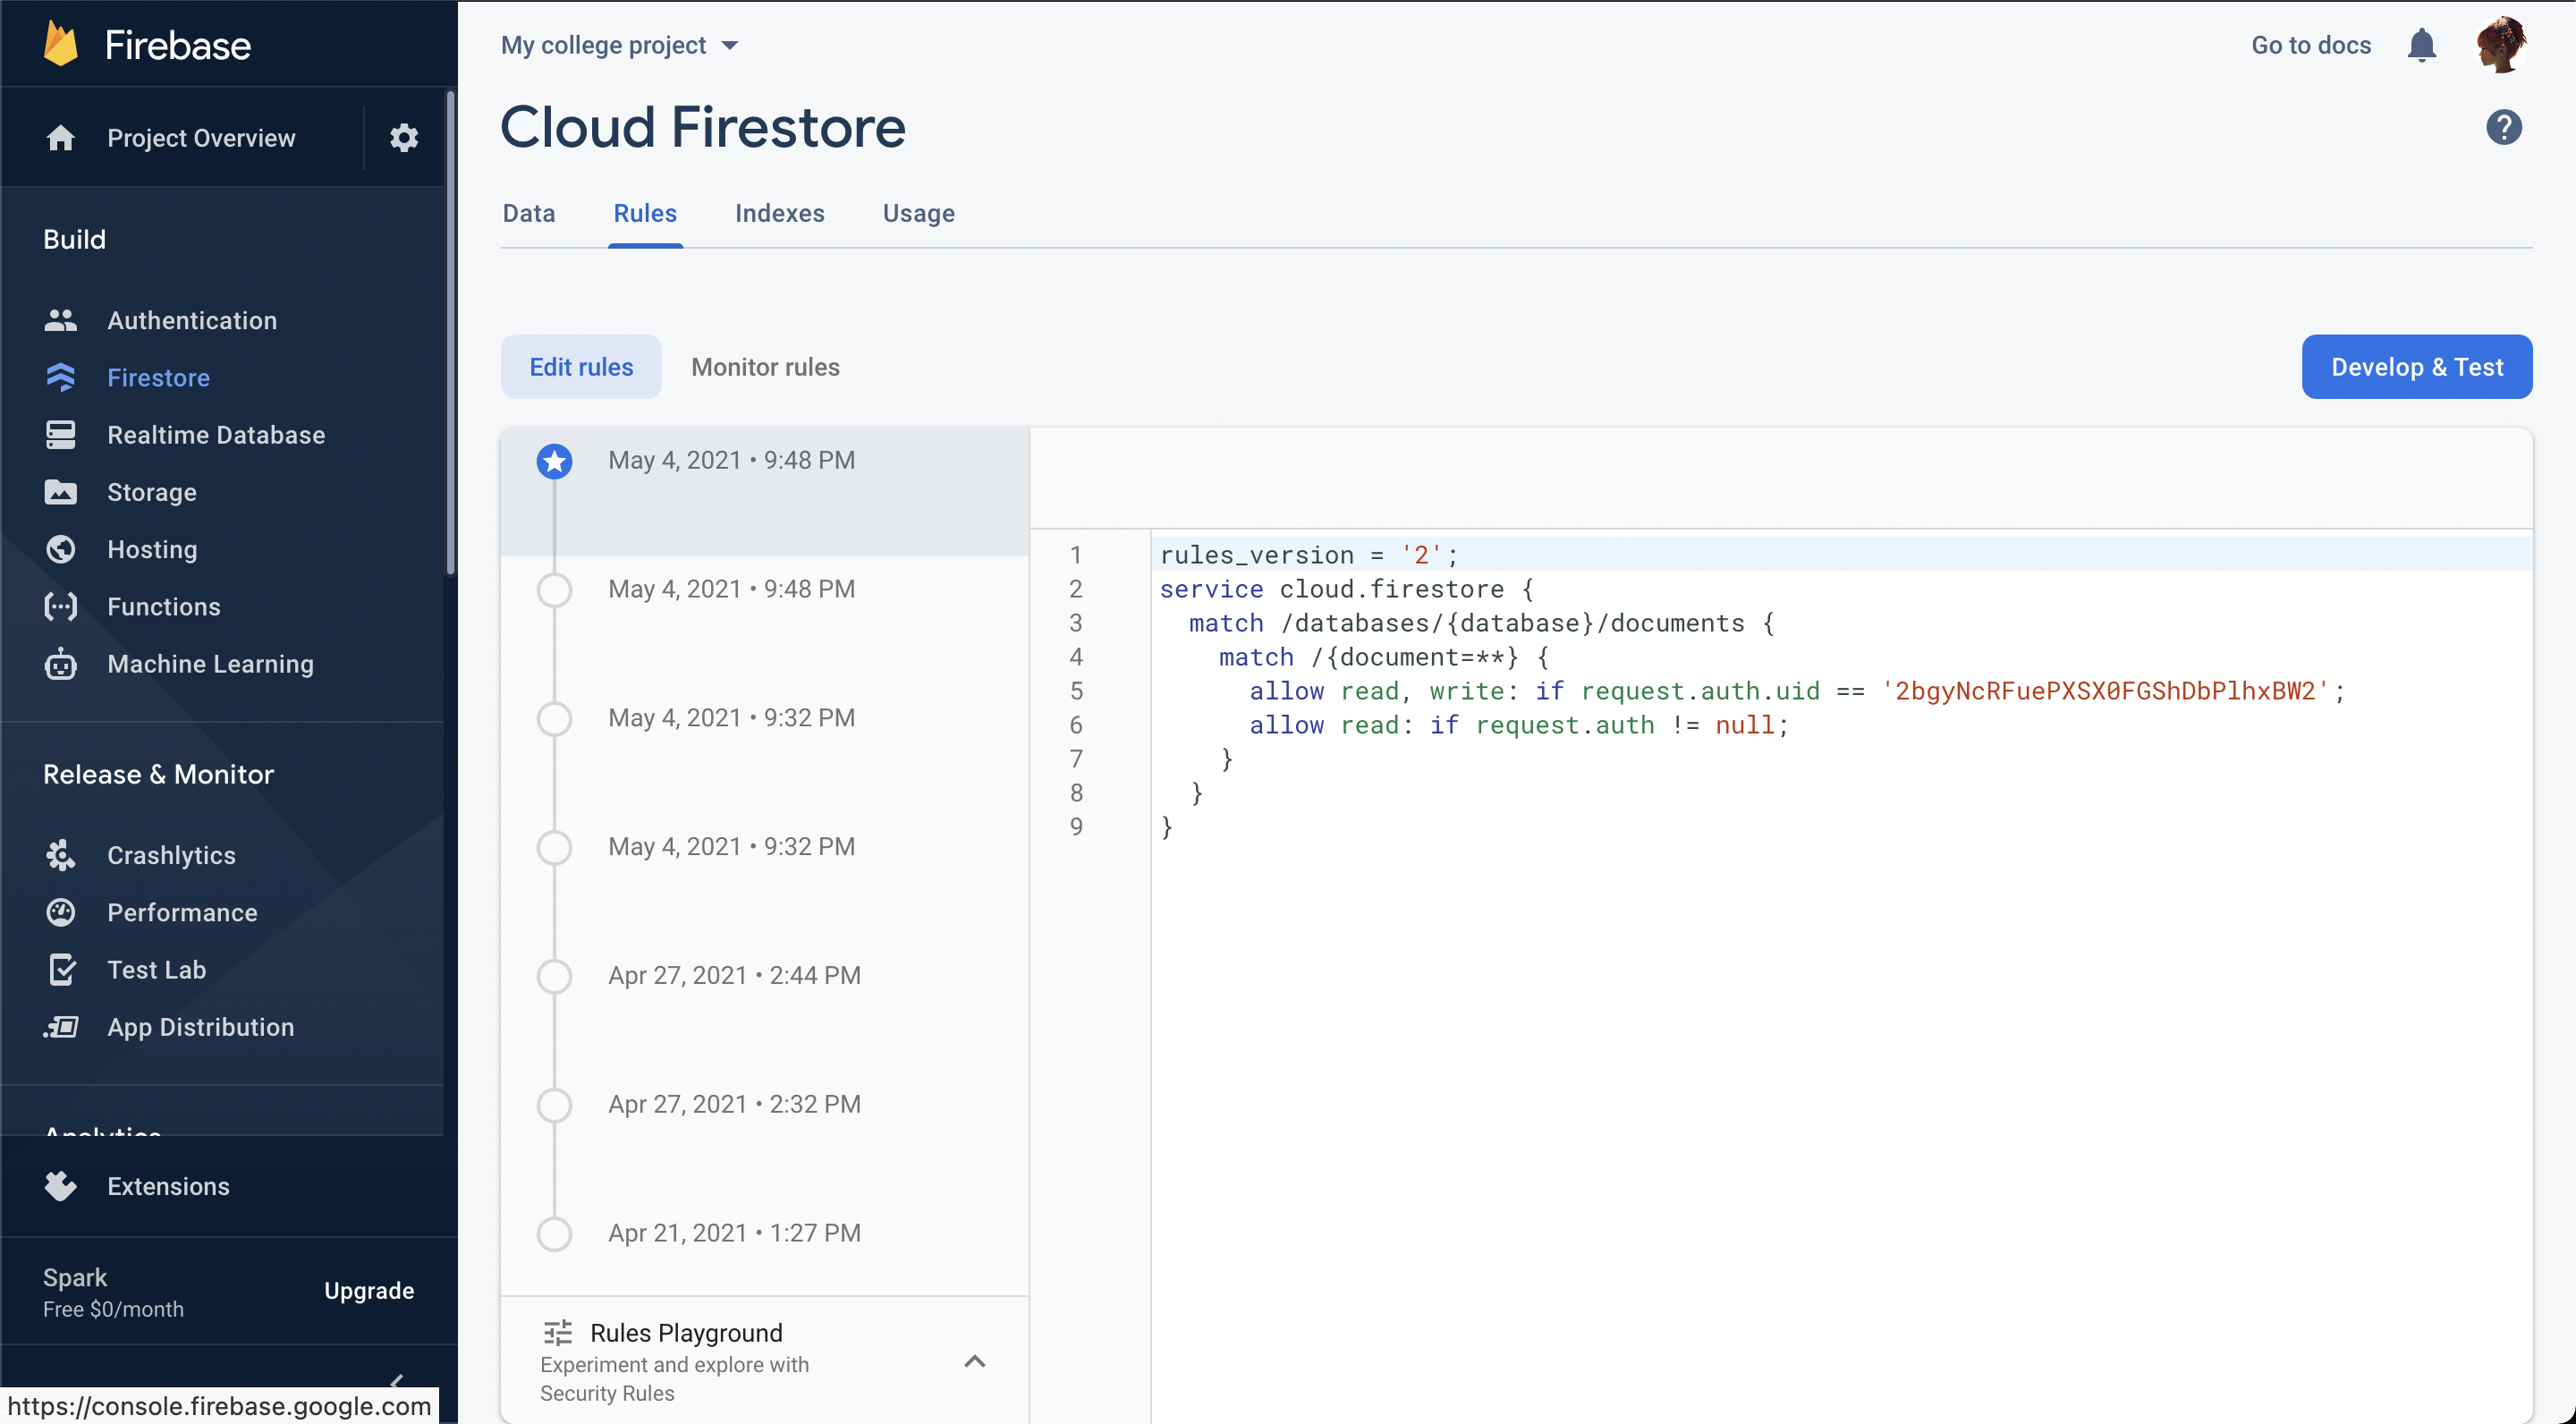 Firebase
Project Overview
Build
Authentication
Firestore
Realtime Database
Storage
Hosting
Functions
Machine Learning
Release & Monitor
Crashlytics
Performance
Test Lab
App Distribution
Analytics
Extensions
Spark
Free $0/month
Upgrade
https://console.firebase.google.com
My college project
Go to docs
Cloud Firestore
Data Rules Indexes Usage
Edit rules Monitor rules
Develop & Test
May 4, 2021 • 9:48 PM
May 4, 2021 • 9:48 PM
May 4, 2021 • 9:32 PM
May 4, 2021 • 9:32 PM
Apr 27, 2021 • 2:44 PM
Apr 27, 2021 • 2:32 PM
Apr 21, 2021 • 1:27 PM
Rules Playground
Experiment and explore with
Security Rules
1 rules_version = '2';
2 service cloud.firestore {
3 match /databases/{database}/documents {
4 match /{document=**} {
5 allow read, write: if request.auth.uid == '2bgyNcRFuePXSX0FGShDbPlhxBW2';
6 allow read: if request.auth != null;
7 }
8 }
9 }